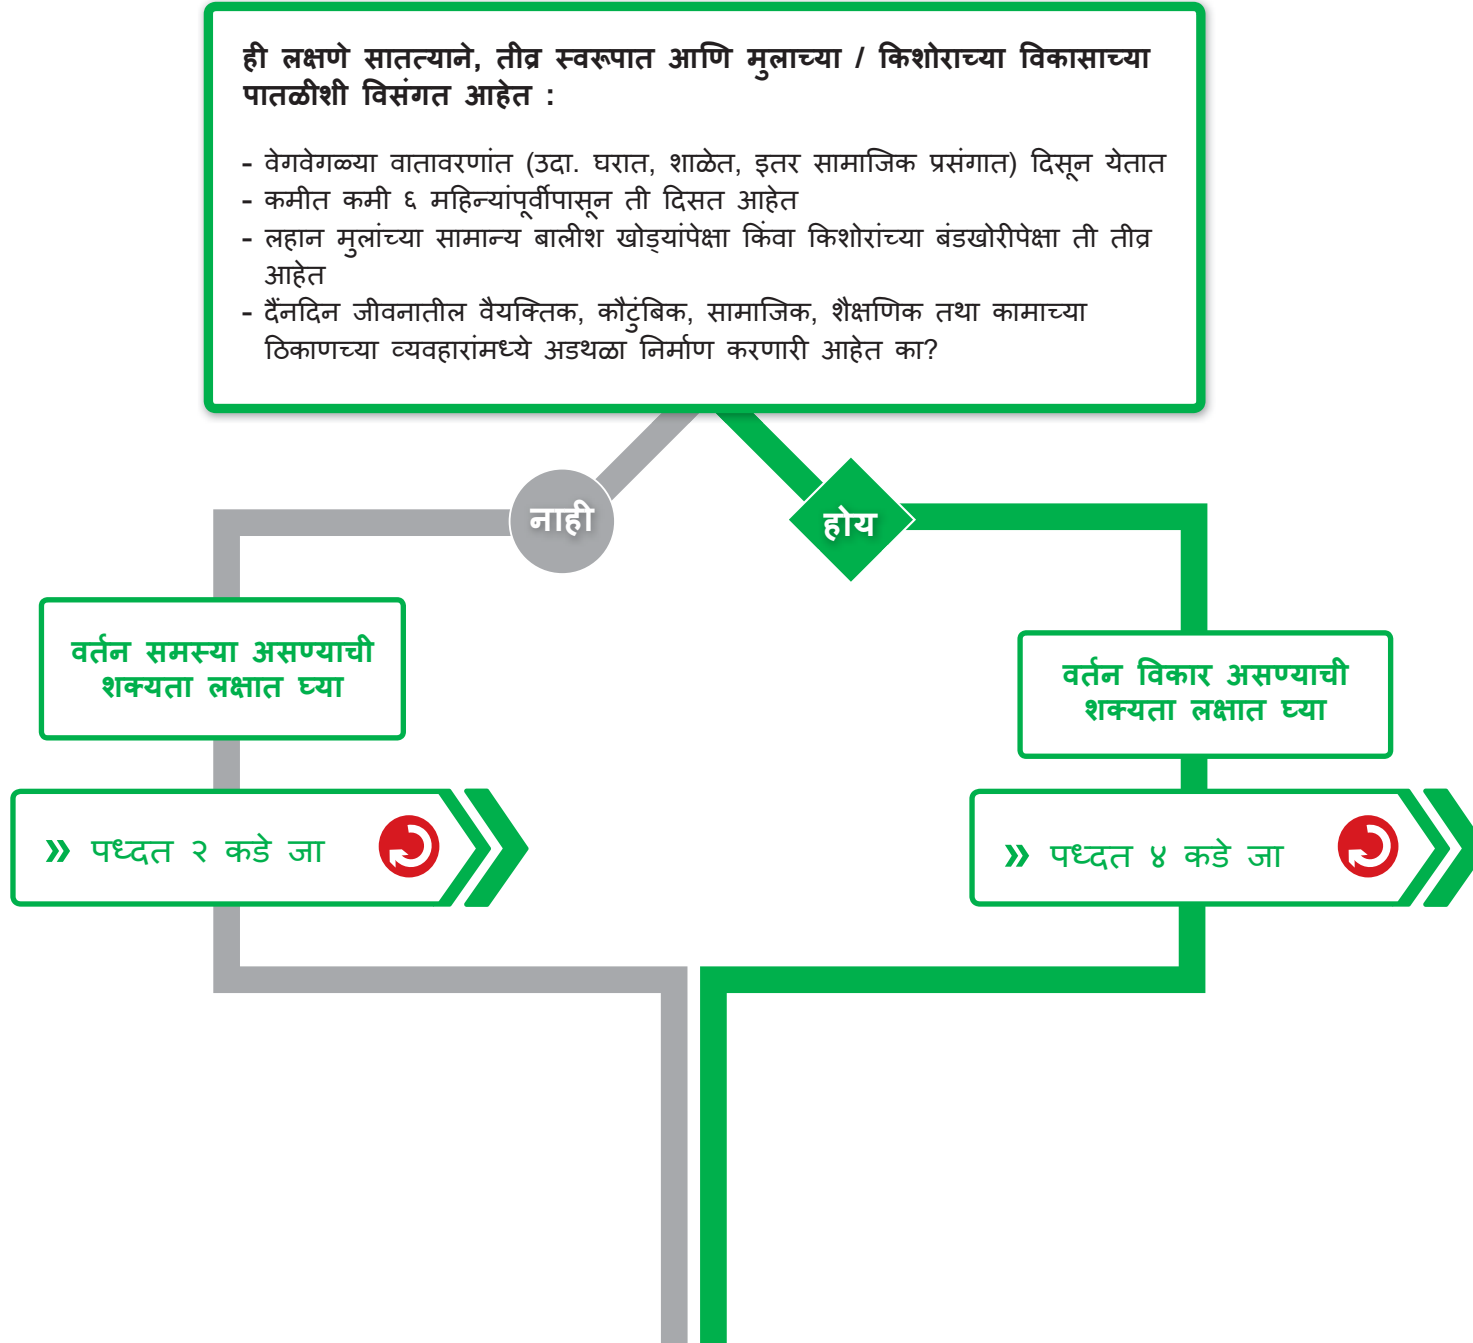 ही लक्षणे सातत्याने, तीव्र स्वरूपात आणि मुलाच्या / किशोराच्या विकासाच्या
पातळीशी विसंगत आहेत :
- वेगवेगळ्या वातावरणांत (उदा. घरात, शाळेत, इतर सामाजिक प्रसंगात) दिसून येतात
- कमीत कमी ६ महिन्यांपूर्वीपासून ती दिसत आहेत
- लहान मुलांच्या सामान्य बालीश खोड्यांपेक्षा किंवा किशोरांच्या बंडखोरीपेक्षा ती तीव्र
आहेत
- दैंनदिन जीवनातील वैयक्तिक, कौटुंबिक, सामाजिक, शैक्षणिक तथा कामाच्या
ठिकाणच्या व्यवहारांमध्ये अडथळा निर्माण करणारी आहेत का?
नाही
होय
वर्तन समस्या असण्याची
शक्यता लक्षात घ्या
वर्तन विकार असण्याची
शक्यता लक्षात घ्या
» पध्दत २ कडे जा
» पध्दत ४ कडे जा